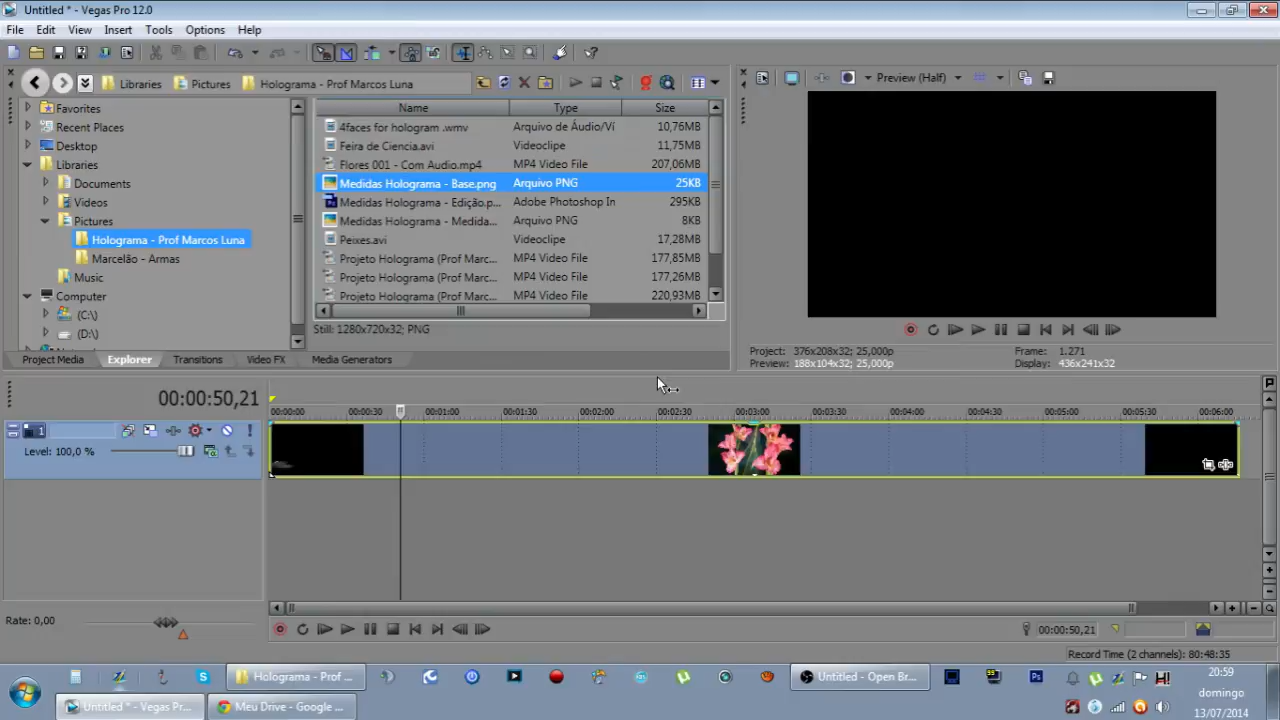 Untitled * - Vegas Pro 12.0
File Edit View Insert Tools Options Help
Libraries Pictures Holograma - Prof Marcos Luna
Preview (Half)
Favorites
Recent Places
Desktop
Libraries
Documents
Videos
Pictures
Holograma - Prof Marcos Luna
Marcelão - Armas
Music
Computer
(C:)
(D:)
Name Type Size
4faces for hologram .wmv Arquivo de Áudio/Ví 10,76MB
Feira de Ciencia.avi Videoclipe 11,75MB
Flores 001 - Com Audio.mp4 MP4 Video File 207,06MB
Medidas Holograma - Base.png Arquivo PNG 25KB
Medidas Holograma - Edição.p... Adobe Photoshop In 295KB
Medidas Holograma - Medida... Arquivo PNG 8KB
Peixes.avi Videoclipe 17,28MB
Projeto Holograma (Prof Marc... MP4 Video File 177,85MB
Projeto Holograma (Prof Marc... MP4 Video File 177,26MB
Projeto Holograma (Prof Marc... MP4 Video File 220,93MB
Still: 1280x720x32; PNG
Project Media Explorer Transitions Video FX Media Generators
Project: 376x208x32; 25,000p Frame: 1.271
Preview: 188x104x32; 25,000p Display: 436x241x32
00:00:50,21
00:00:00 00:00:30 00:01:00 00:01:30 00:02:00 00:02:30 00:03:00 00:03:30 00:04:00 00:04:30 00:05:00 00:05:30 00:06:00
1
Level: 100,0 %
Rate: 0,00
00:00:50,21
Record Time (2 channels): 80:48:35
Holograma - Prof ...
Untitled - Open Br...
Ps
20:59
domingo
13/07/2014
Untitled * - Vegas Pr...
Meu Drive - Google ...